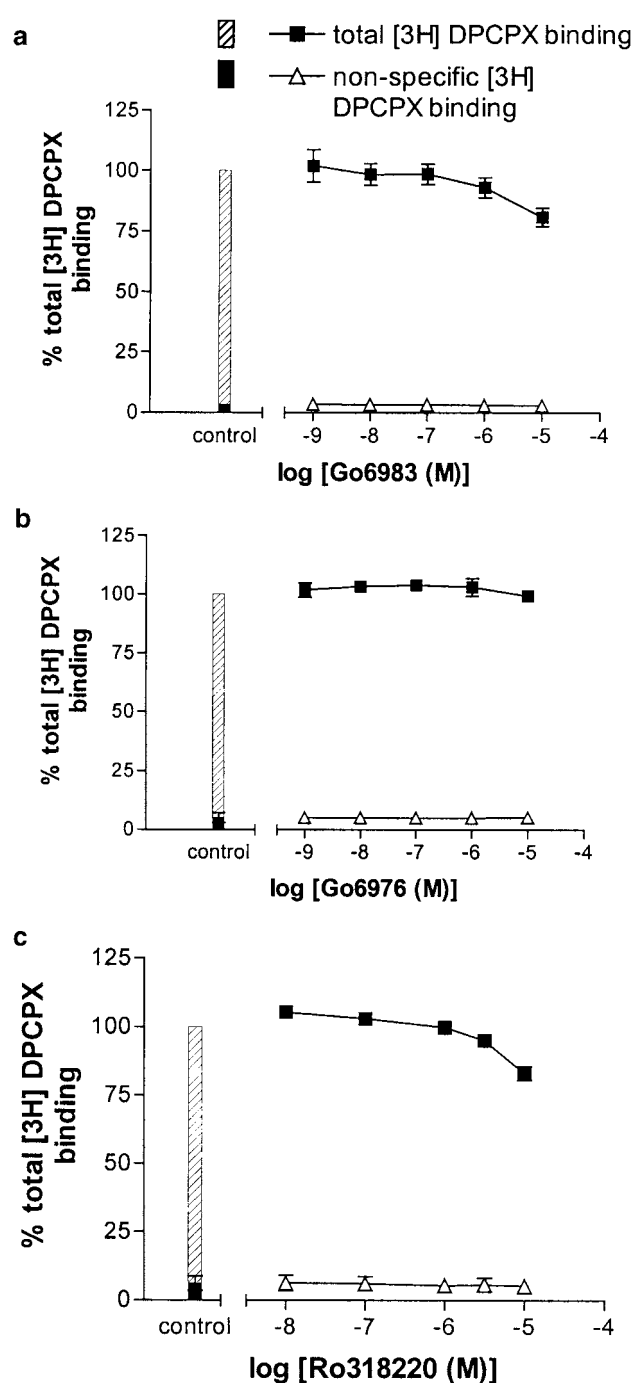 a
total [3H] DPCPX binding
non-specific [3H]
DPCPX binding
% total [3H] DPCPX
binding
125
100
75
50
25
0
control
-9 -8 -7 -6 -5 -4
log [Go6983 (M)]
b
% total [3H] DPCPX
binding
125
100
75
50
25
0
control
-9 -8 -7 -6 -5 -4
log [Go6976 (M)]
c
% total [3H] DPCPX
binding
125
100
75
50
25
0
control
-8 -7 -6 -5 -4
log [Ro318220 (M)]